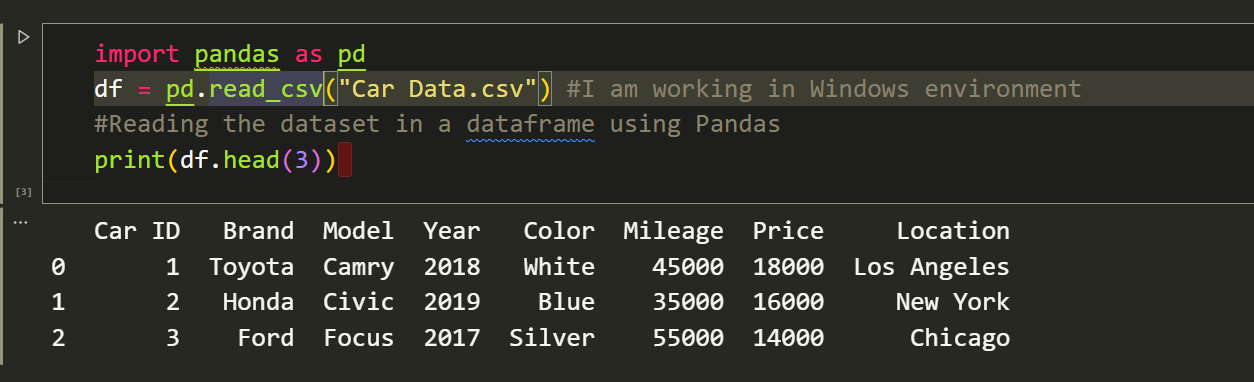 import pandas as pd
df = pd.read_csv("Car Data.csv") #I am working in Windows environment
#Reading the dataset in a dataframe using Pandas
print(df.head(3))
[3]
...
Car ID Brand Model Year Color Mileage Price Location
0 1 Toyota Camry 2018 White 45000 18000 Los Angeles
1 2 Honda Civic 2019 Blue 35000 16000 New York
2 3 Ford Focus 2017 Silver 55000 14000 Chicago